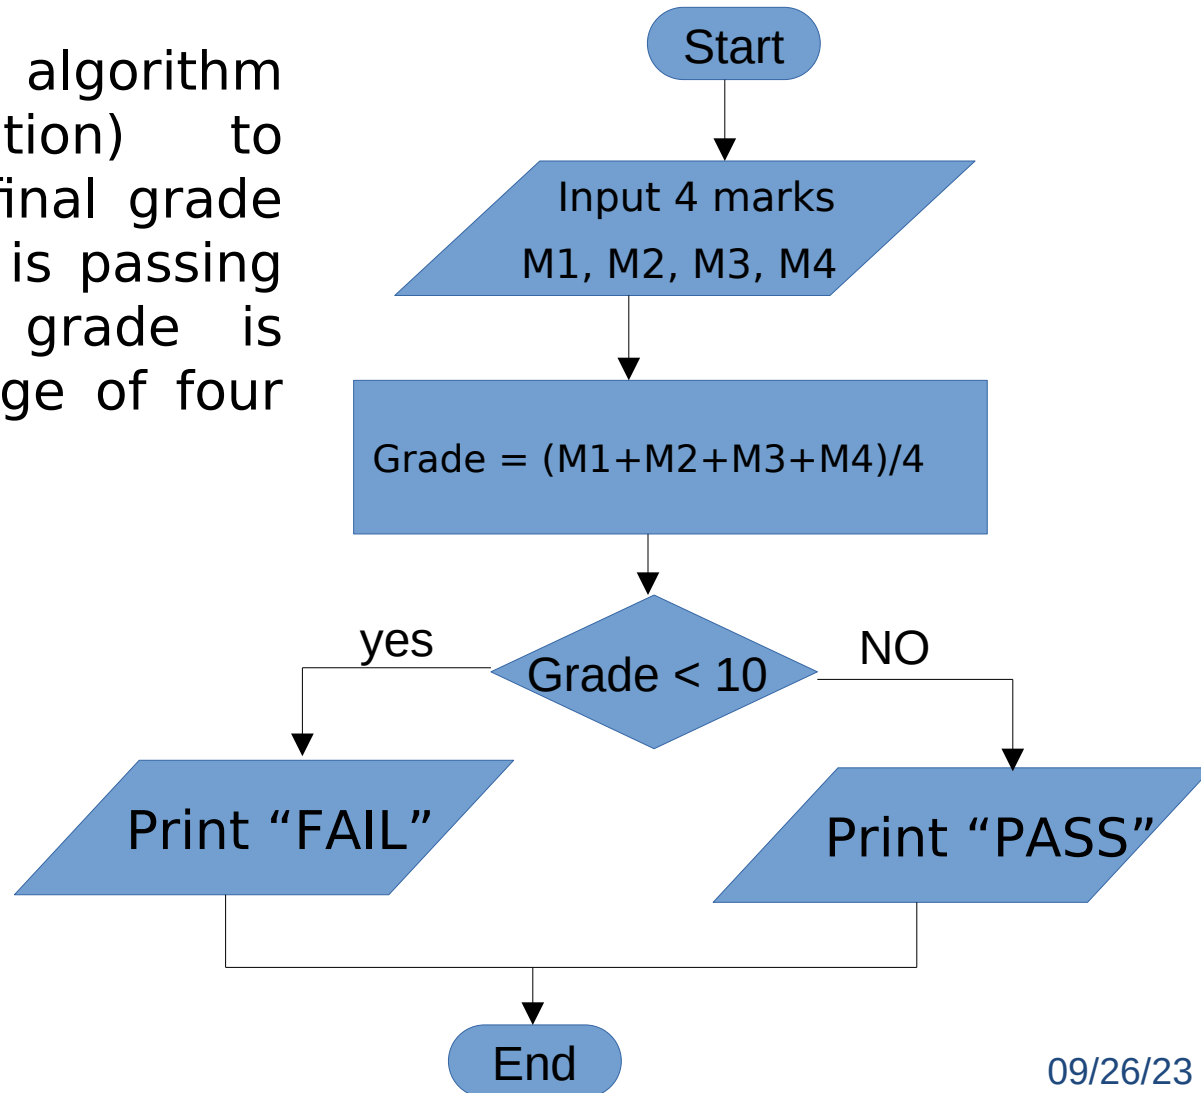 algorithm
tion) to
final grade
is passing
grade is
ge of four
Start
Input 4 marks
M1, M2, M3, M4
Grade = (M1+M2+M3+M4)/4
Grade < 10
yes
NO
Print “FAIL”
Print “PASS”
End
09/26/23